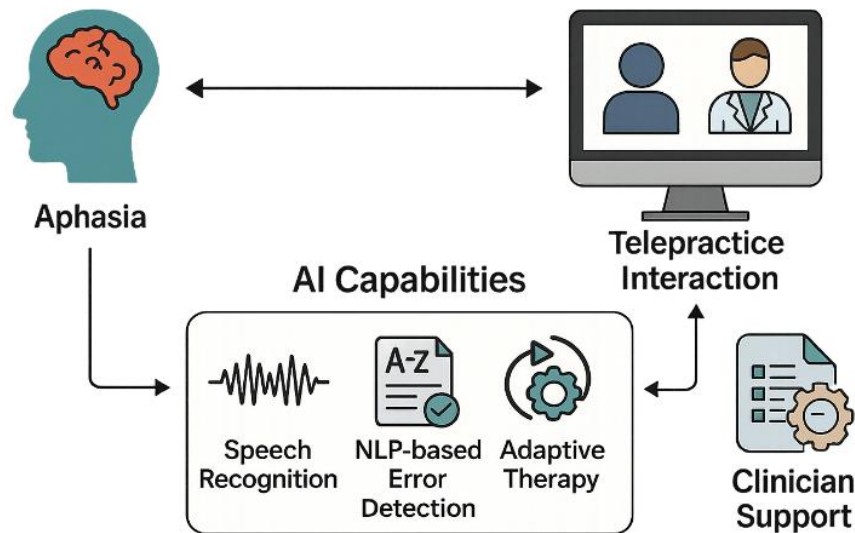 Aphasia
Telepractice
Interaction
AI Capabilities
A-Z
Speech
Recognition
NLP-based
Error
Detection
Adaptive
Therapy
Clinician
Support